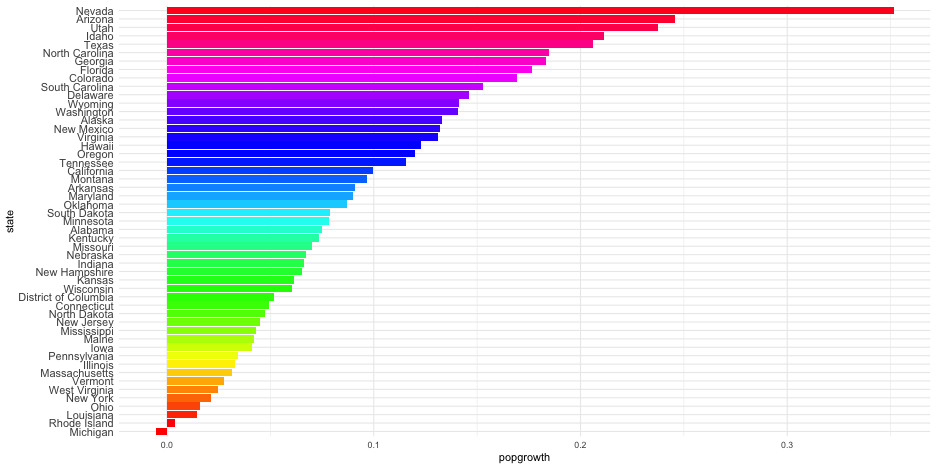 Nevada
Arizona
Utah
Idaho
Texas
North Carolina
Georgia
Florida
Colorado
South Carolina
Delaware
Wyoming
Washington
Alaska
New Mexico
Virginia
Hawaii
Oregon
Tennessee
California
Montana
Arkansas
Maryland
Oklahoma
South Dakota
Minnesota
Alabama
Kentucky
Missouri
Nebraska
Indiana
New Hampshire
Kansas
Wisconsin
District of Columbia
Connecticut
North Dakota
New Jersey
Mississippi
Maine
Iowa
Pennsylvania
Illinois
Massachusetts
Vermont
West Virginia
New York
Ohio
Louisiana
Rhode Island
Michigan
state
0.0 0.1 0.2 0.3
popgrowth